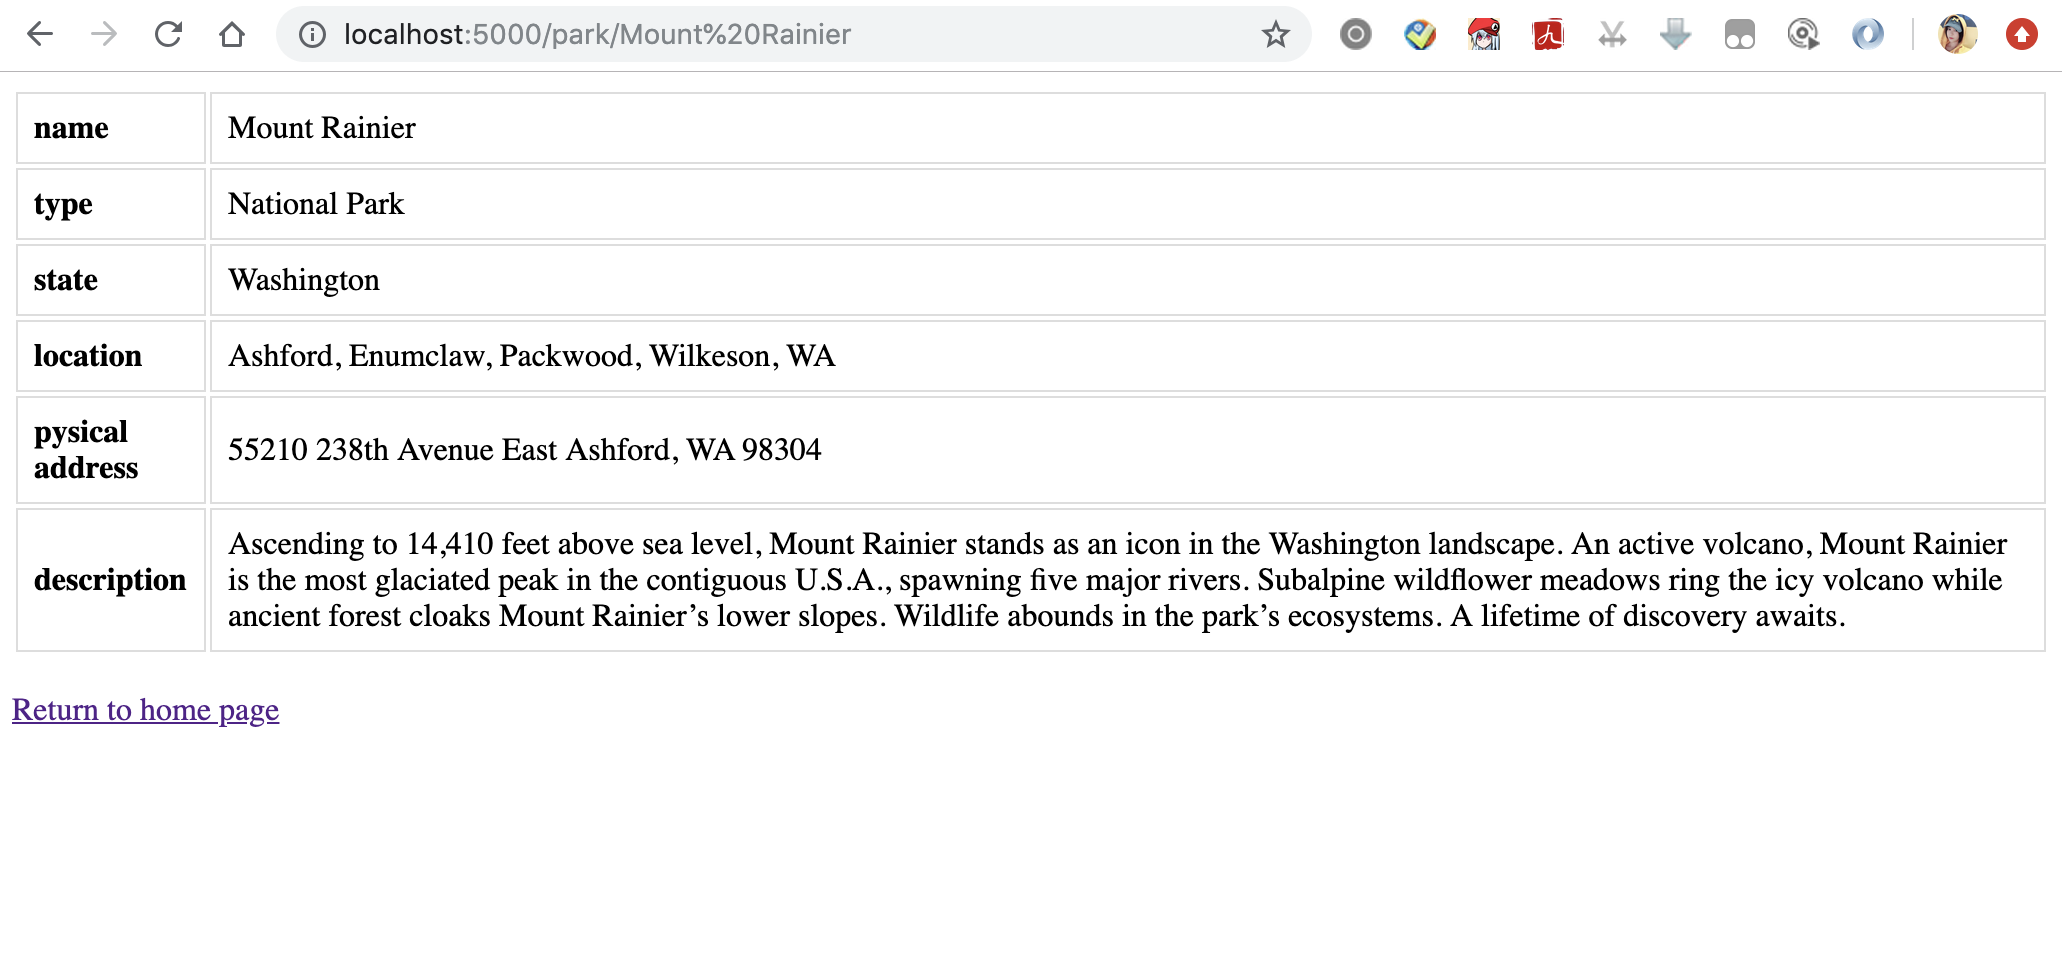 localhost:5000/park/Mount%20Rainier
name Mount Rainier
type National Park
state Washington
location Ashford, Enumclaw, Packwood, Wilkeson, WA
pysical
address
55210 238th Avenue East Ashford, WA 98304
description
Ascending to 14,410 feet above sea level, Mount Rainier stands as an icon in the Washington landscape. An active volcano, Mount Rainier
is the most glaciated peak in the contiguous U.S.A., spawning five major rivers. Subalpine wildflower meadows ring the icy volcano while
ancient forest cloaks Mount Rainier’s lower slopes. Wildlife abounds in the park’s ecosystems. A lifetime of discovery awaits.
Return to home page